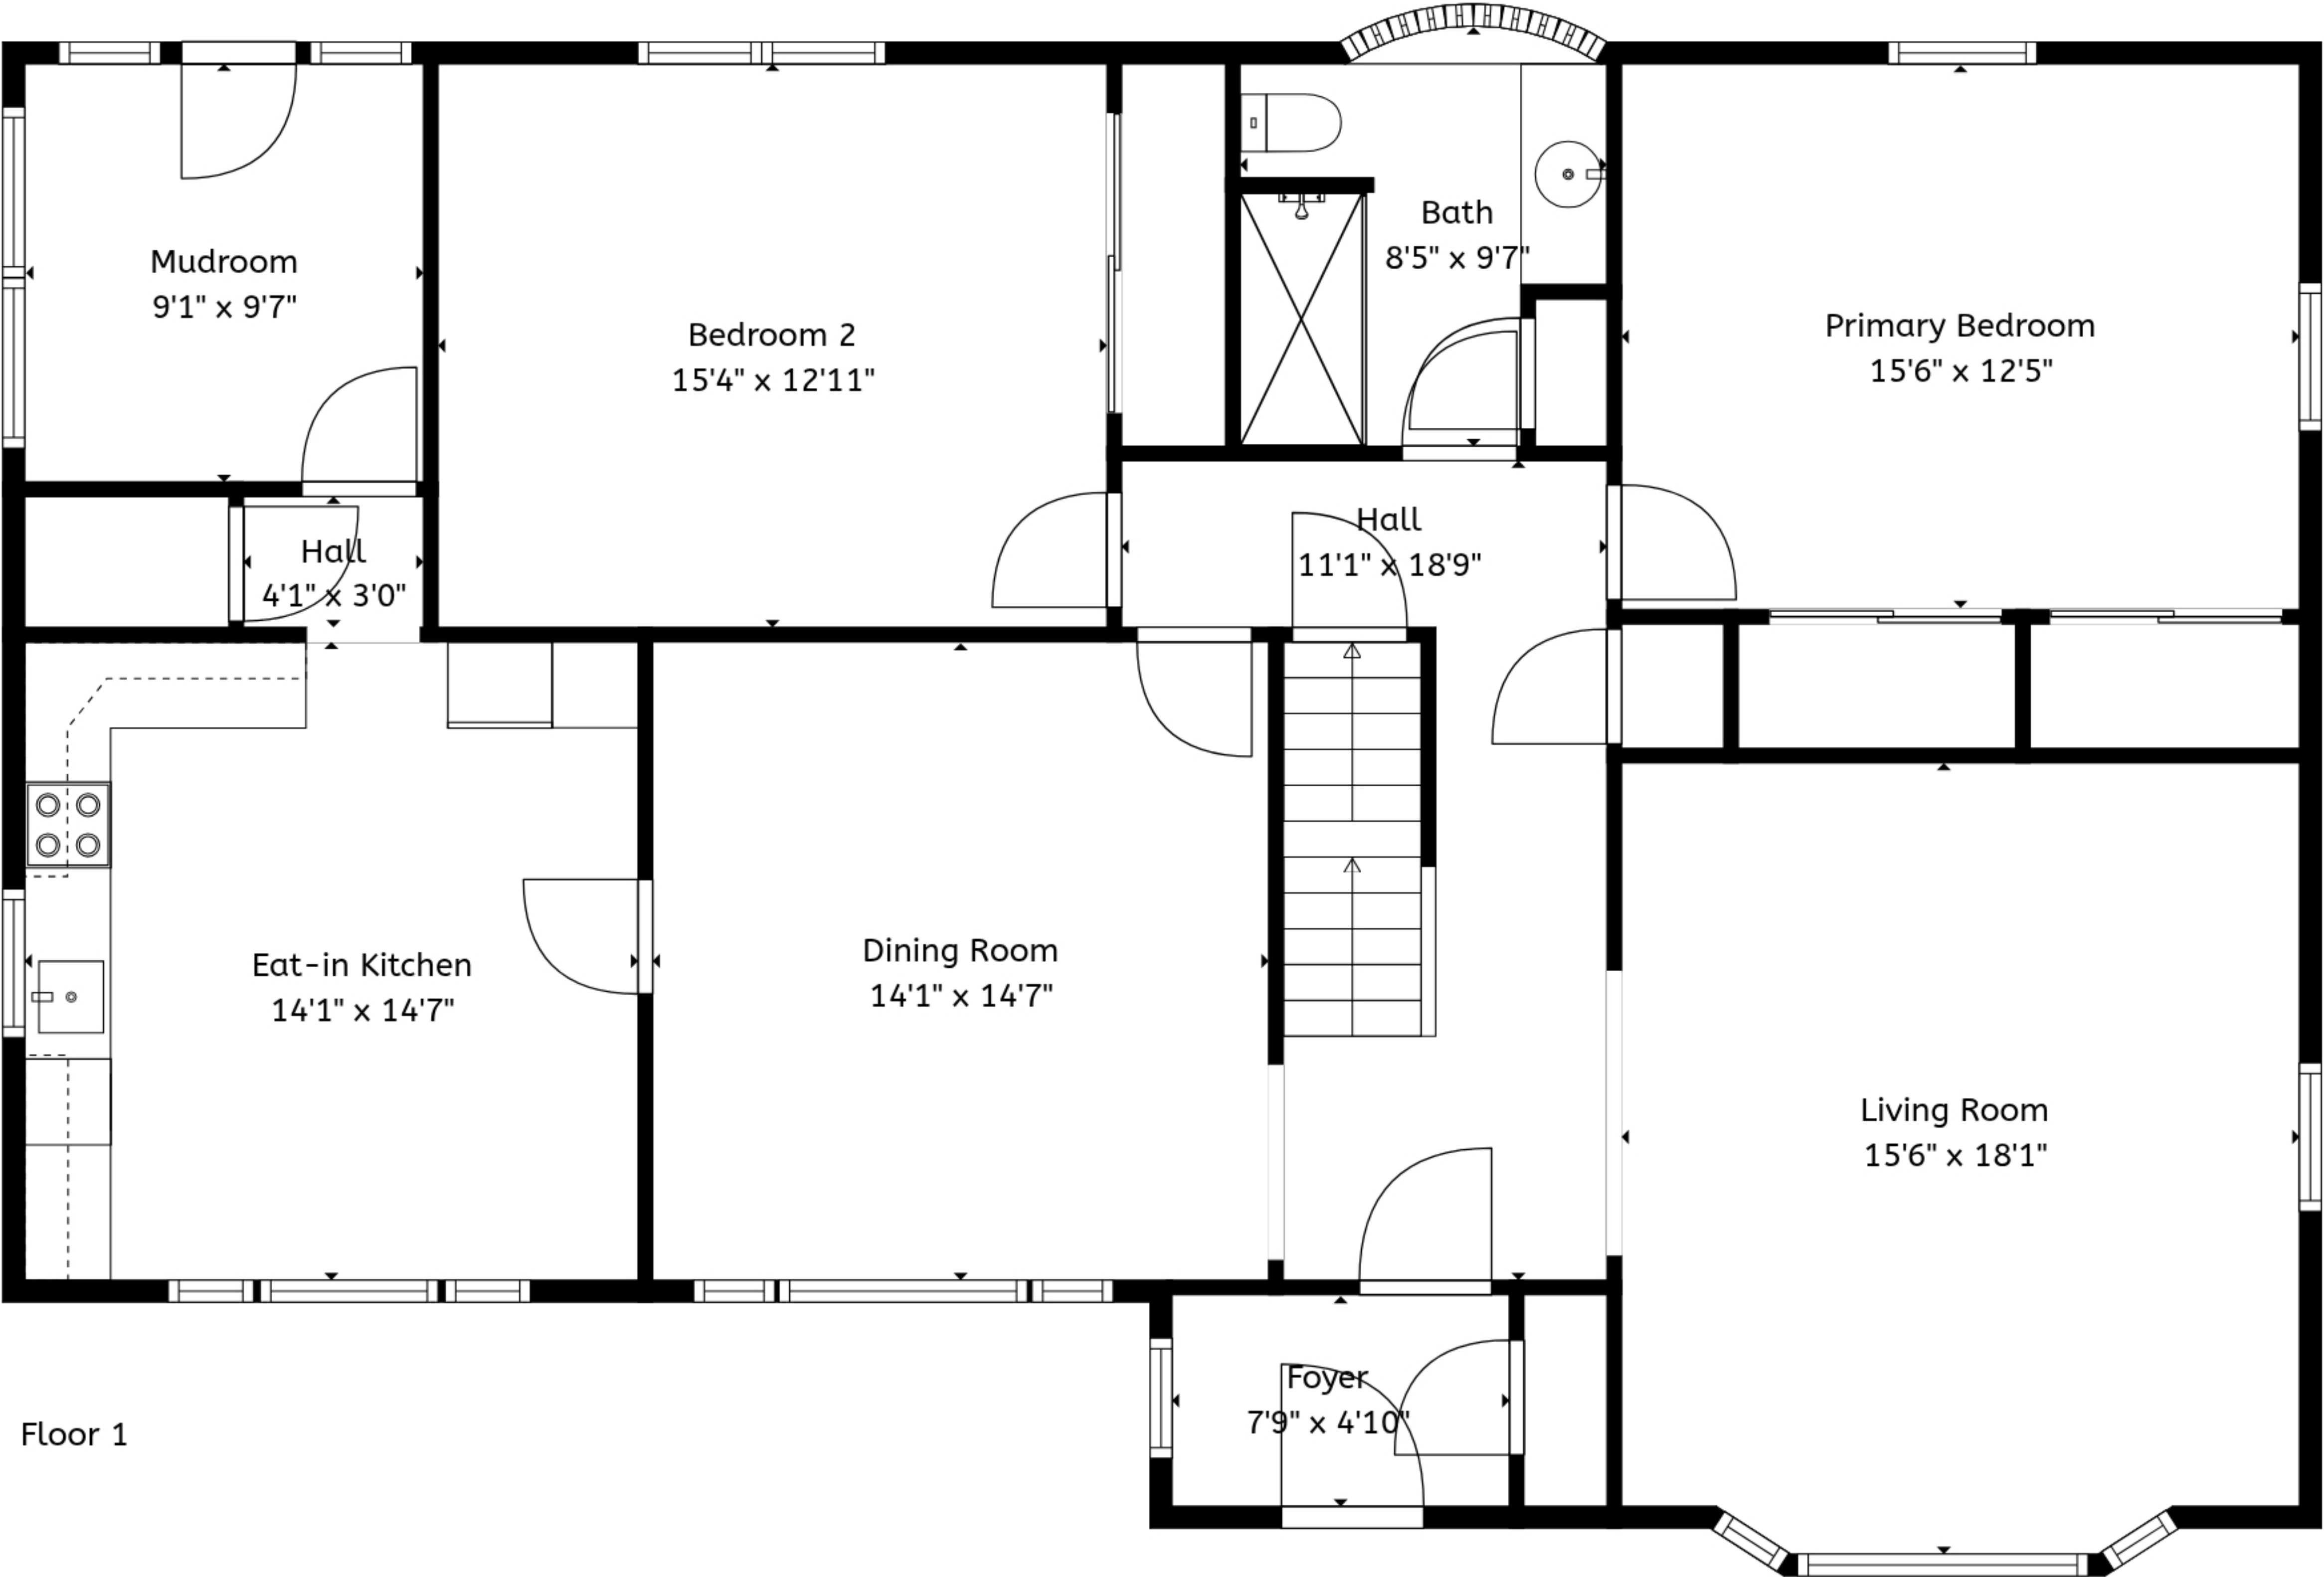 Mudroom
9'1" x 9'7"
Bedroom 2
15'4" x 12'11"
Bath
8'5" x 9'7"
Primary Bedroom
15'6" x 12'5"
Hall
4'1" x 3'0"
Hall
11'1" x 18'9"
Eat-in Kitchen
14'1" x 14'7"
Dining Room
14'1" x 14'7"
Living Room
15'6" x 18'1"
Foyer
7'9" x 4'10"
Floor 1